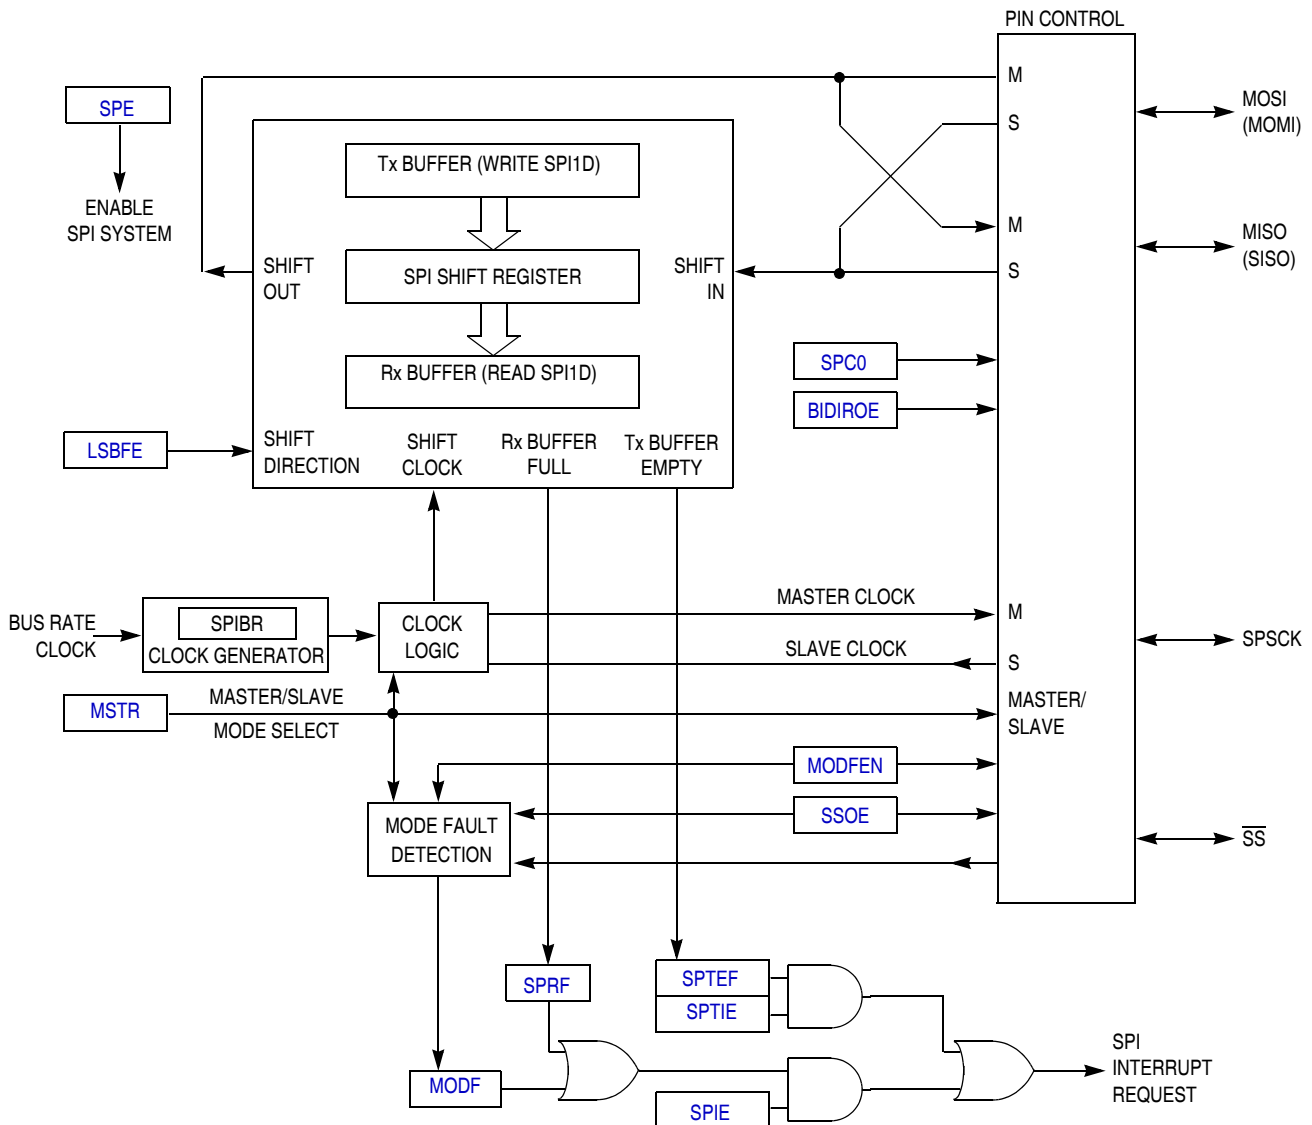 PIN CONTROL
M
S
MOSI
(MOMI)
SPE
ENABLE
SPI SYSTEM
Tx BUFFER (WRITE SPI1D)
SHIFT
OUT
SPI SHIFT REGISTER
SHIFT
IN
M
S
MISO
(SISO)
Rx BUFFER (READ SPI1D)
SPC0
BIDIROE
LSBFE
SHIFT
DIRECTION
SHIFT
CLOCK
Rx BUFFER
FULL
Tx BUFFER
EMPTY
BUS RATE
CLOCK
SPIBR
CLOCK GENERATOR
CLOCK
LOGIC
MASTER CLOCK
M
SLAVE CLOCK
S
SPSCK
MSTR
MASTER/SLAVE
MODE SELECT
MASTER/
SLAVE
MODFEN
SSOE
MODE FAULT
DETECTION
SS
SPRF
SPTEF
SPTIE
MODF
SPIE
SPI
INTERRUPT
REQUEST